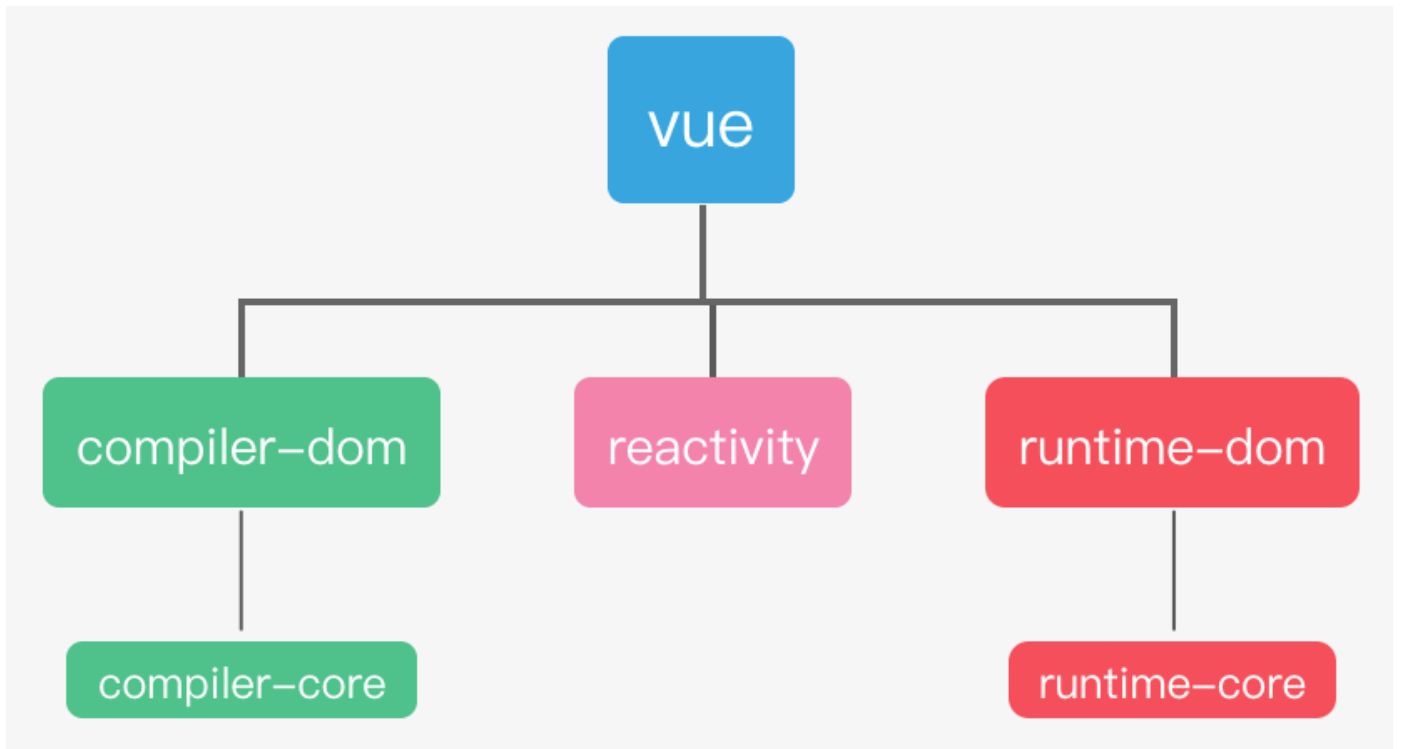 vue
compiler-dom
reactivity
runtime-dom
compiler-core
runtime-core